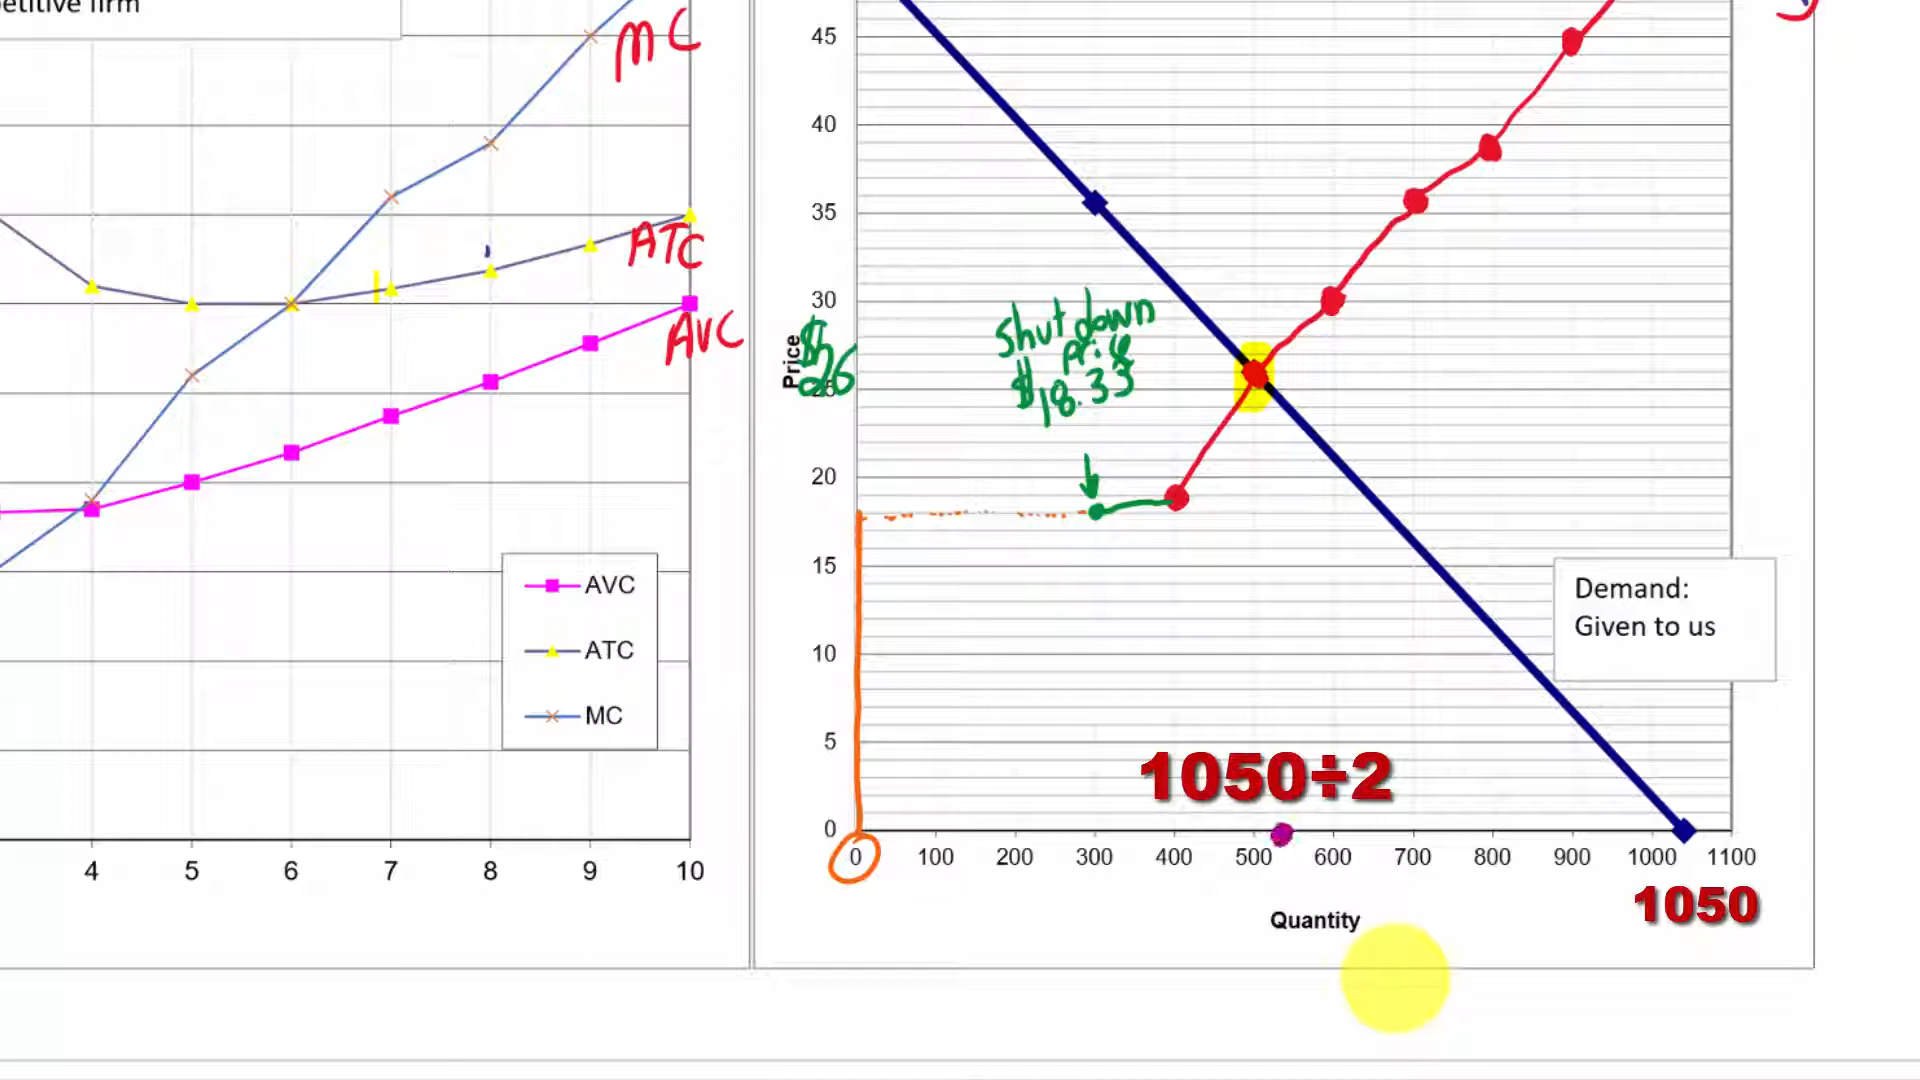 etitive firm
MC
ATC
AVC
AVC
ATC
MC
4 5 6 7 8 9 10
45
40
35
30
25
20
15
10
5
0
Price
$26
Shut down
price
$18.33
Demand:
Given to us
1050÷2
0 100 200 300 400 500 600 700 800 900 1000 1100
1050
Quantity